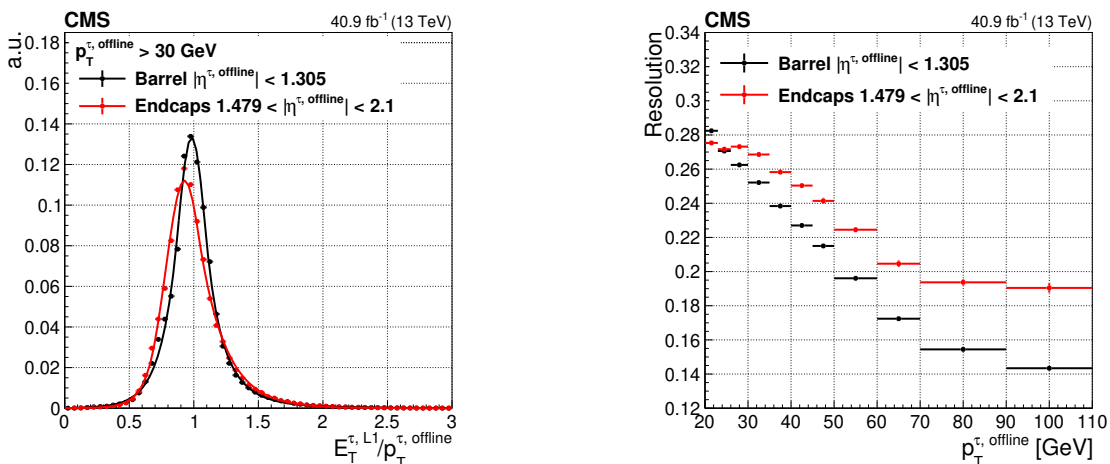 CMS 40.9 fb⁻¹ (13 TeV)
a.u.
p_T^τ, offline > 30 GeV
Barrel |η^τ, offline| < 1.305
Endcaps 1.479 < |η^τ, offline| < 2.1
0.18
0.16
0.14
0.12
0.1
0.08
0.06
0.04
0.02
0
0 0.5 1 1.5 2 2.5 3
E_T^τ, L1/p_T^τ, offline
CMS 40.9 fb⁻¹ (13 TeV)
Resolution
Barrel |η^τ, offline| < 1.305
Endcaps 1.479 < |η^τ, offline| < 2.1
0.34
0.32
0.3
0.28
0.26
0.24
0.22
0.2
0.18
0.16
0.14
0.12
20 30 40 50 60 70 80 90 100 110
p_T^τ, offline [GeV]